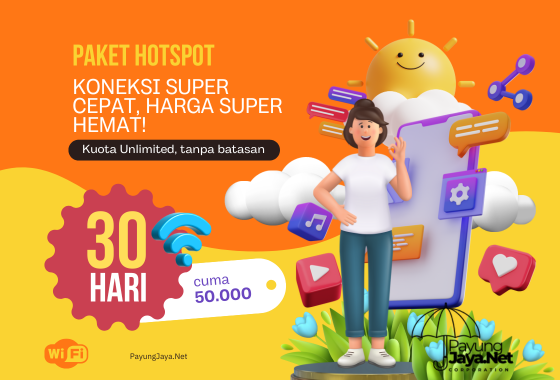 PAKET HOTSPOT
KONEKSI SUPER
CEPAT, HARGA SUPER
HEMAT!
Kuota Unlimited, tanpa batasan
30
HARI
cuma
50.000
WiFi
PayungJaya.Net
Payung
Jaya.Net
CORPORATION